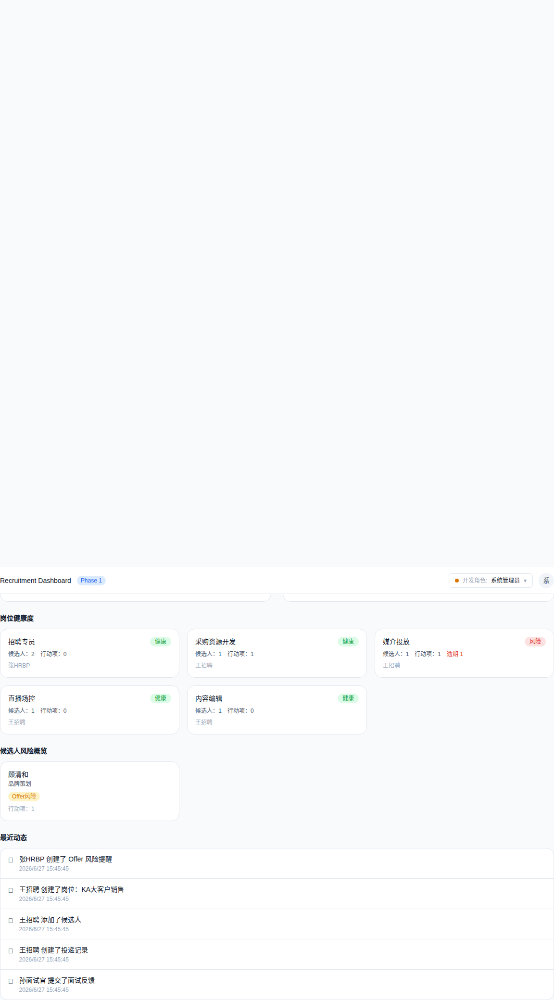 Recruitment Dashboard Phase 1 开发角色: 系统管理员 ▾ 系
岗位健康度
招聘专员 健康
候选人：2 行动项：0
张HRBP
采购资源开发 健康
候选人：1 行动项：1
王招聘
媒介投放 风险
候选人：1 行动项：1 逾期 1
王招聘
直播场控 健康
候选人：1 行动项：0
王招聘
内容编辑 健康
候选人：1 行动项：0
王招聘
候选人风险概览
顾清和
品牌策划
Offer风险
行动项：1
最近动态
张HRBP 创建了 Offer 风险提醒
2026/6/27 15:45:45
王招聘 创建了岗位：KA大客户销售
2026/6/27 15:45:45
王招聘 添加了候选人
2026/6/27 15:45:45
王招聘 创建了投递记录
2026/6/27 15:45:45
孙面试官 提交了面试反馈
2026/6/27 15:45:45